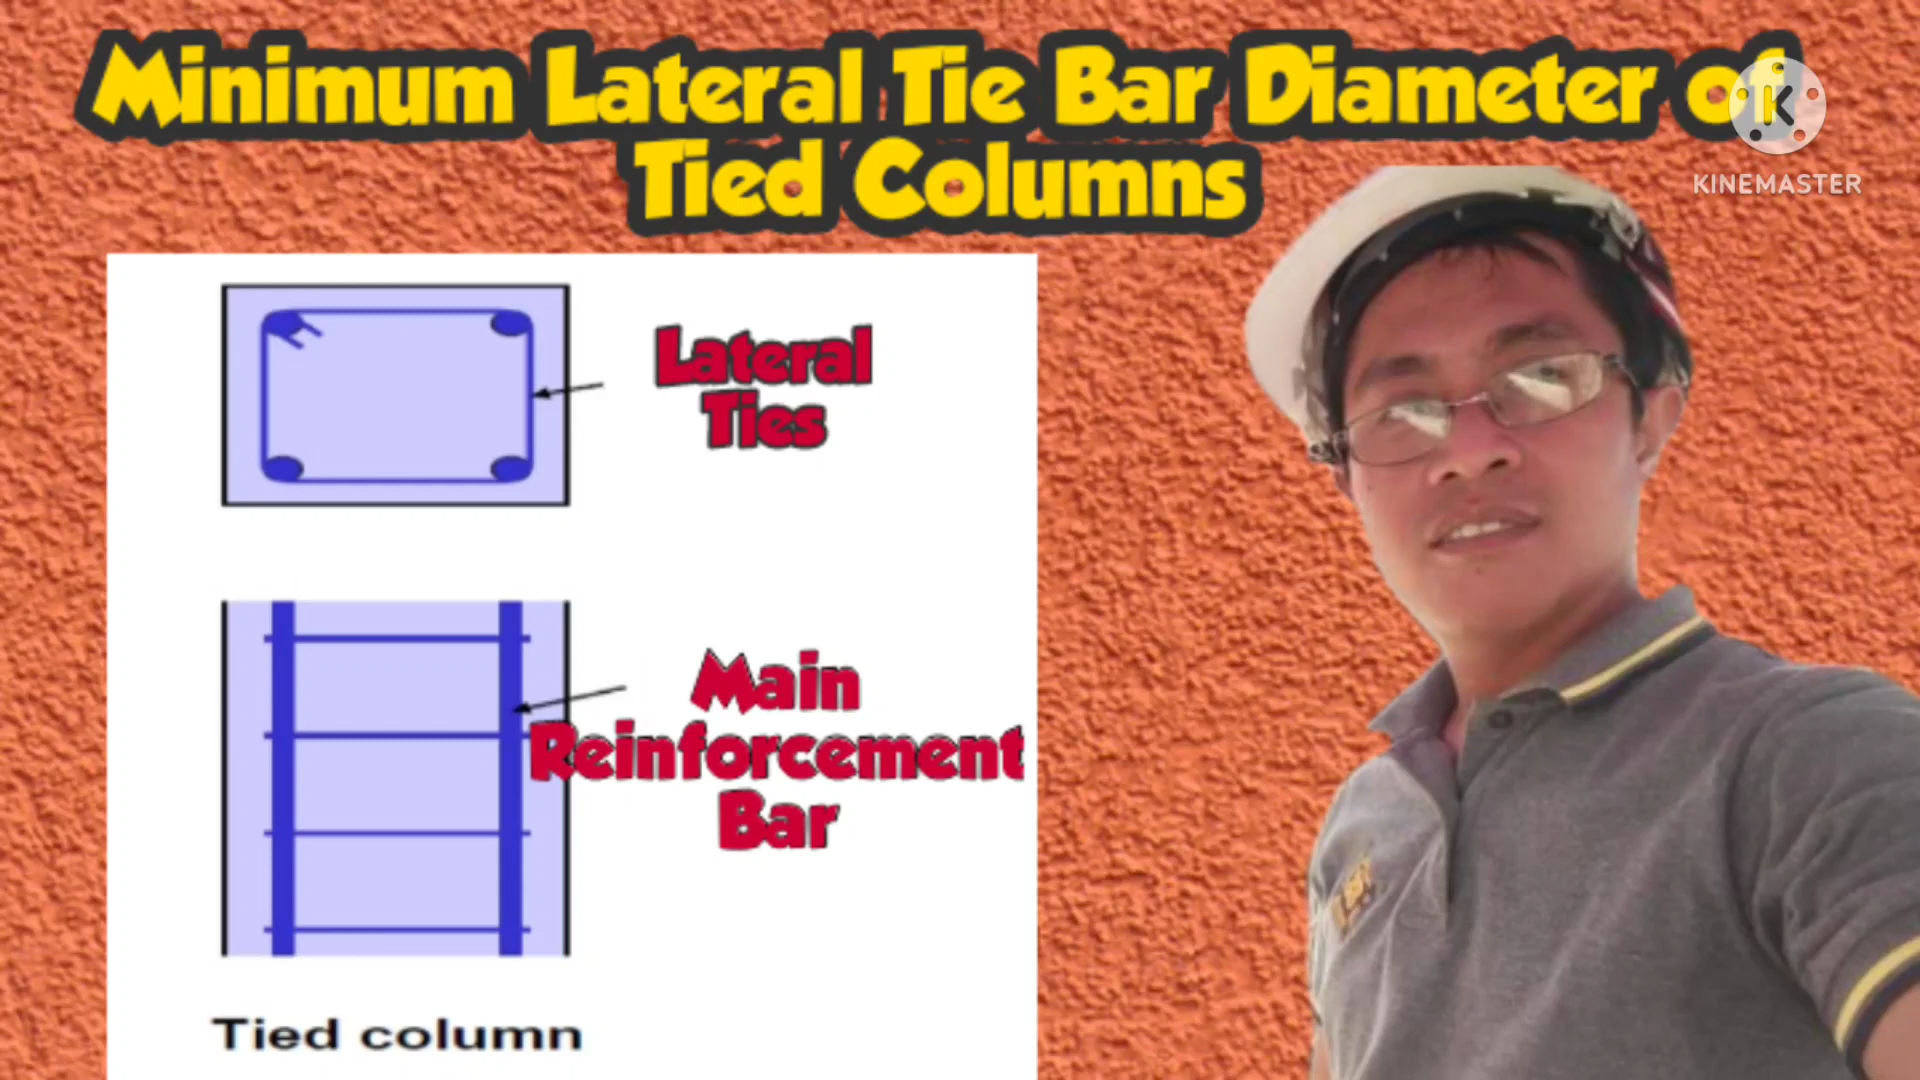 Minimum Lateral Tie Bar Diameter of
Tied Columns
K
KINEMASTER
Lateral
Ties
Main
Reinforcement
Bar
Tied column